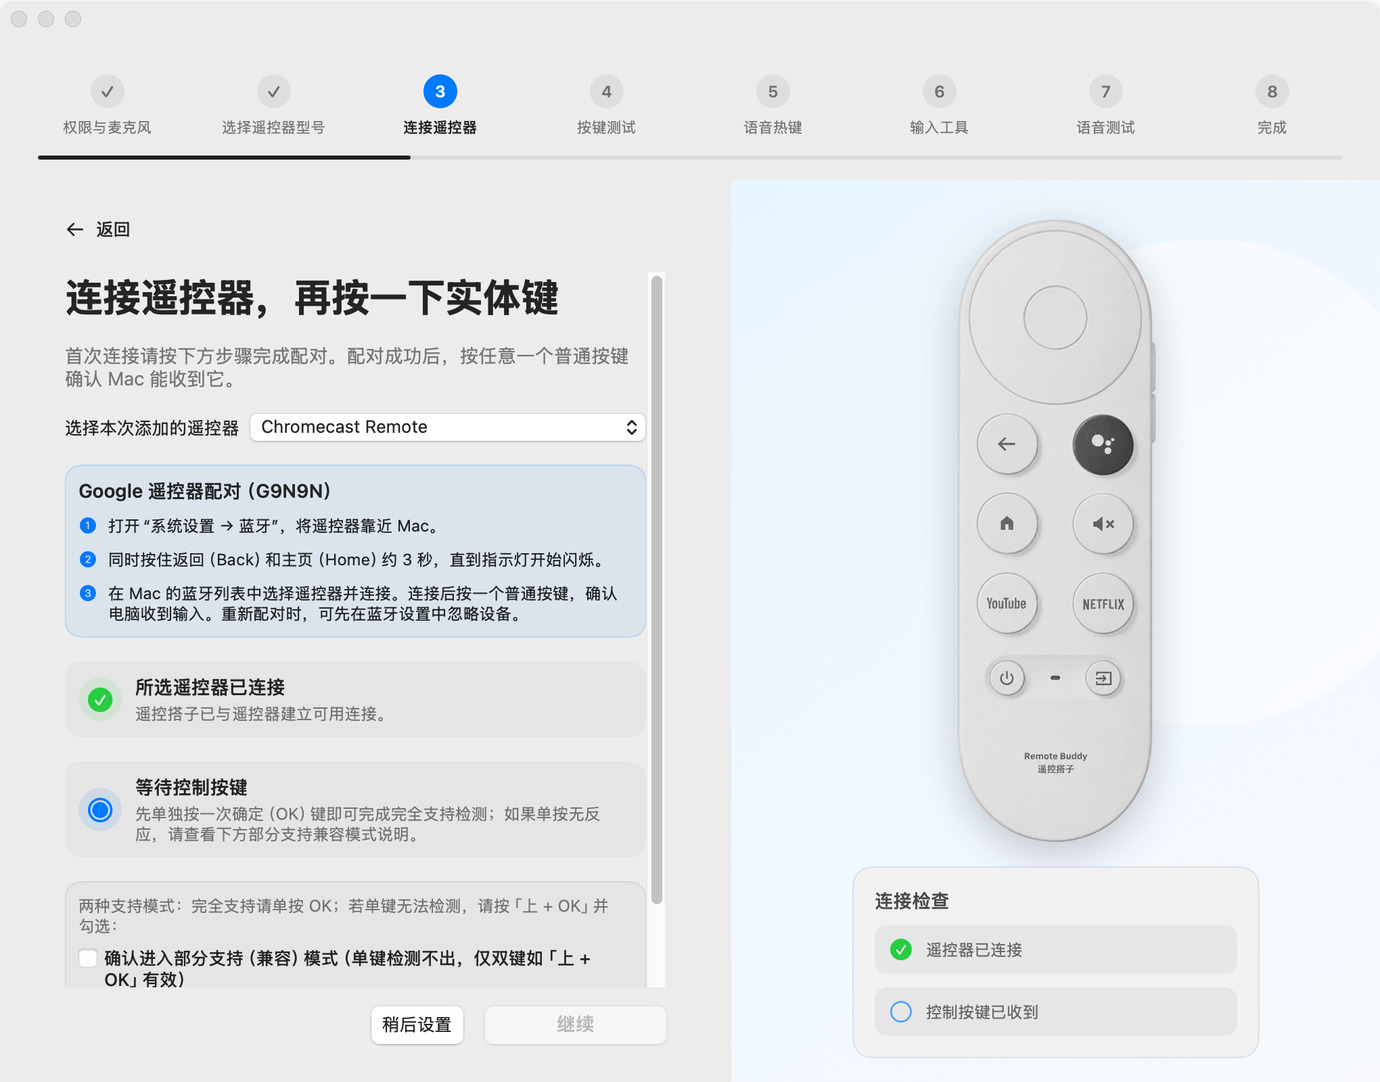 3
4
5
6
7
8
权限与麦克风
选择遥控器型号
连接遥控器
按键测试
语音热键
输入工具
语音测试
完成
← 返回
连接遥控器，再按一下实体键
首次连接请按下方步骤完成配对。配对成功后，按任意一个普通按键
确认 Mac 能收到它。
选择本次添加的遥控器
Chromecast Remote
Google 遥控器配对（G9N9N）
1 打开“系统设置 → 蓝牙”，将遥控器靠近 Mac。
2 同时按住返回（Back）和主页（Home）约 3 秒，直到指示灯开始闪烁。
3 在 Mac 的蓝牙列表中选择遥控器并连接。连接后按一个普通按键，确认
电脑收到输入。重新配对时，可先在蓝牙设置中忽略设备。
所选遥控器已连接
遥控搭子已与遥控器建立可用连接。
等待控制按键
先单独按一次确定（OK）键即可完成完全支持检测；如果单按无反
应，请查看下方部分支持兼容模式说明。
两种支持模式：完全支持请单按 OK；若单键无法检测，请按「上 + OK」并
勾选：
确认进入部分支持（兼容）模式（单键检测不出，仅双键如「上 +
OK」有效）
稍后设置
继续
YouTube
NETFLIX
Remote Buddy
遥控搭子
连接检查
遥控器已连接
控制按键已收到